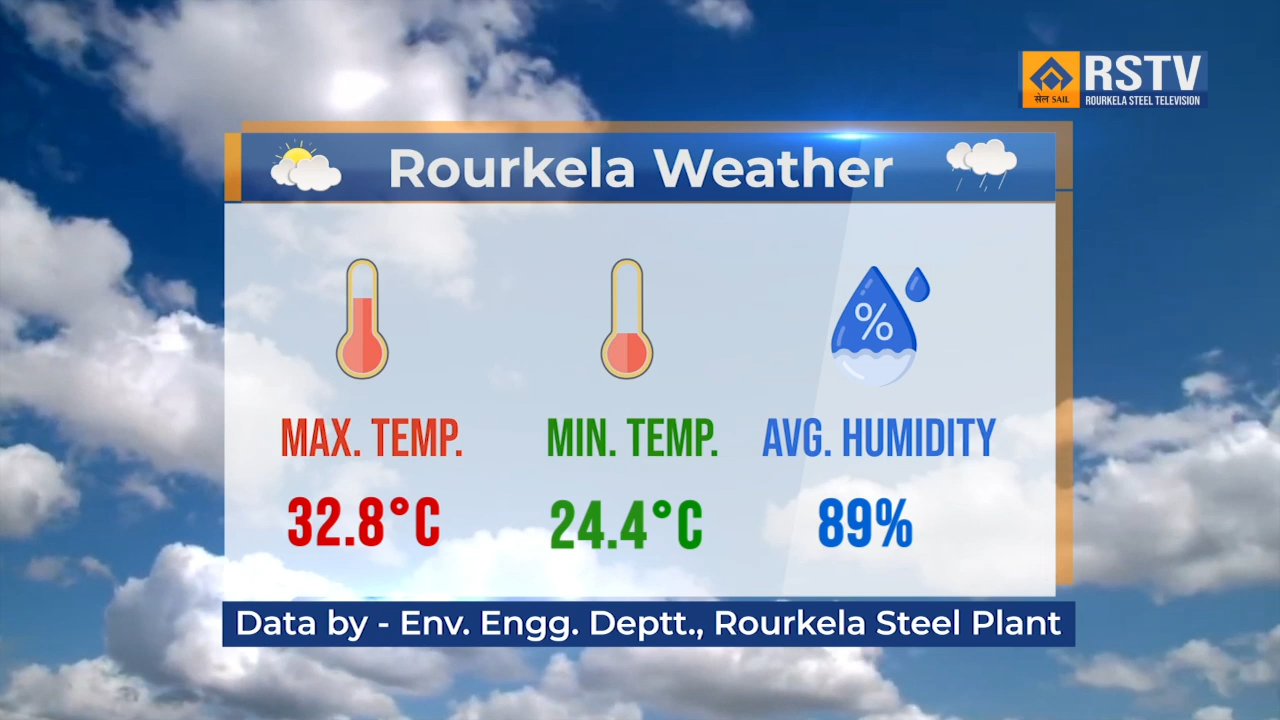 सेल SAIL
RSTV
ROURKELA STEEL TELEVISION
Rourkela Weather
%
MAX. TEMP.
MIN. TEMP.
AVG. HUMIDITY
32.8°C
24.4°C
89%
Data by - Env. Engg. Deptt., Rourkela Steel Plant